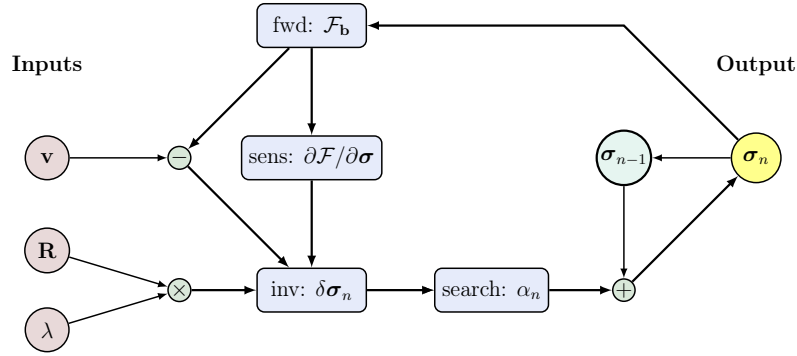 fwd: 𝓕_b
Inputs
Output
v
−
sens: ∂𝓕/∂σ
σ_{n−1}
σ_n
R
×
inv: δσ_n
search: α_n
+
λ